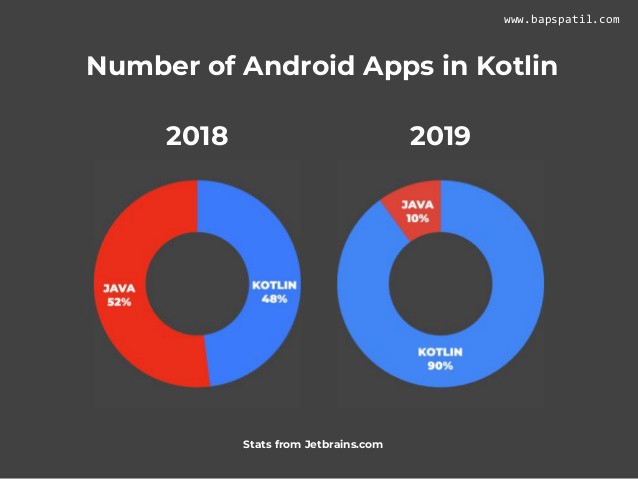 www.bapspatil.com
Number of Android Apps in Kotlin
2018
2019
JAVA
52%
KOTLIN
48%
JAVA
10%
KOTLIN
90%
Stats from Jetbrains.com